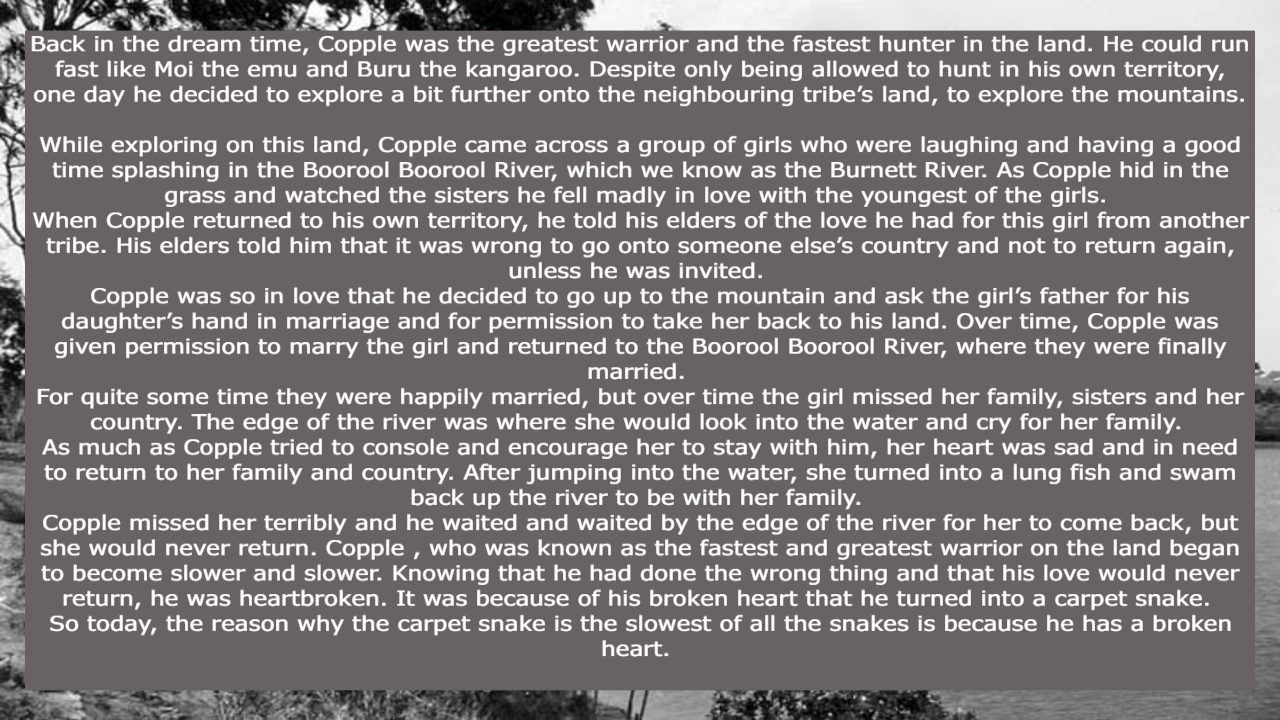 Back in the dream time, Copple was the greatest warrior and the fastest hunter in the land. He could run
fast like Moi the emu and Buru the kangaroo. Despite only being allowed to hunt in his own territory,
one day he decided to explore a bit further onto the neighbouring tribe’s land, to explore the mountains.
While exploring on this land, Copple came across a group of girls who were laughing and having a good
time splashing in the Boorool Boorool River, which we know as the Burnett River. As Copple hid in the
grass and watched the sisters he fell madly in love with the youngest of the girls.
When Copple returned to his own territory, he told his elders of the love he had for this girl from another
tribe. His elders told him that it was wrong to go onto someone else’s country and not to return again,
unless he was invited.
Copple was so in love that he decided to go up to the mountain and ask the girl’s father for his
daughter’s hand in marriage and for permission to take her back to his land. Over time, Copple was
given permission to marry the girl and returned to the Boorool Boorool River, where they were finally
married.
For quite some time they were happily married, but over time the girl missed her family, sisters and her
country. The edge of the river was where she would look into the water and cry for her family.
As much as Copple tried to console and encourage her to stay with him, her heart was sad and in need
to return to her family and country. After jumping into the water, she turned into a lung fish and swam
back up the river to be with her family.
Copple missed her terribly and he waited and waited by the edge of the river for her to come back, but
she would never return. Copple , who was known as the fastest and greatest warrior on the land began
to become slower and slower. Knowing that he had done the wrong thing and that his love would never
return, he was heartbroken. It was because of his broken heart that he turned into a carpet snake.
So today, the reason why the carpet snake is the slowest of all the snakes is because he has a broken
heart.